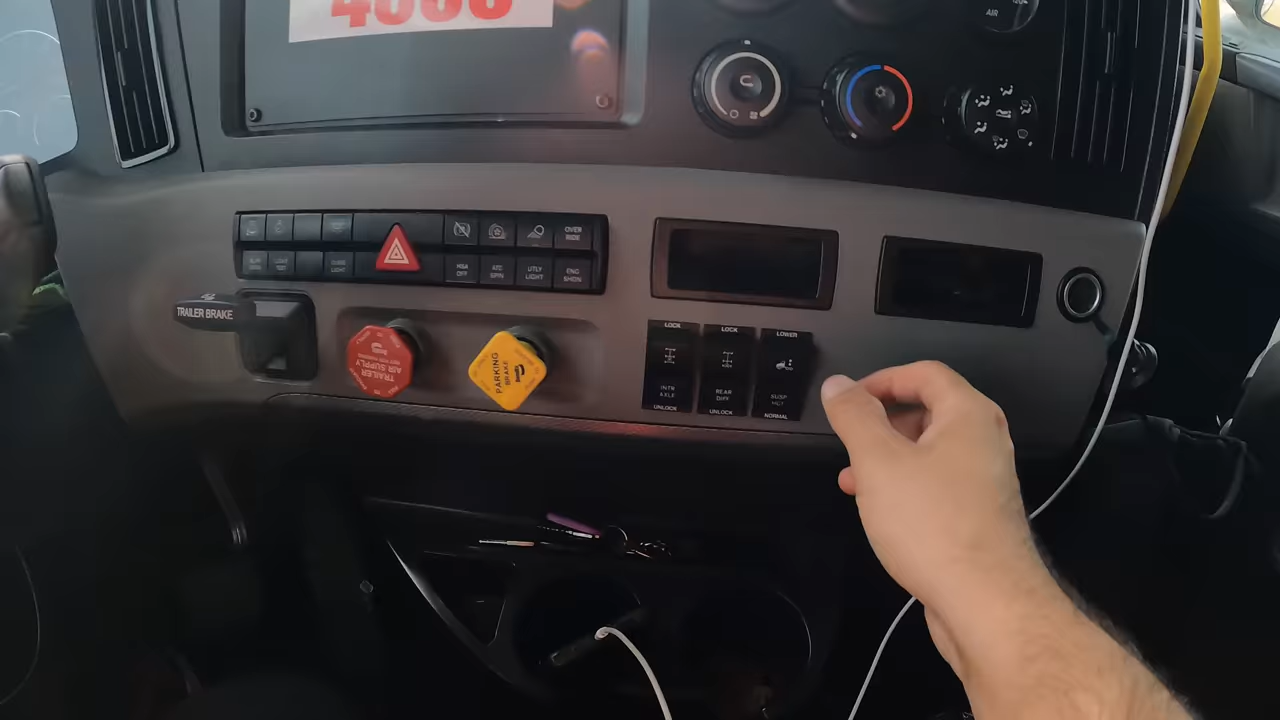 4000
AIR
OVER
RIDE
MSA
OFF
ATC
SPIN
UTLY
LIGHT
ENG
SHDN
TRAILER BRAKE
TRAILER
AIR SUPPLY
PARKING
BRAKE
LOCK
INTR
AXLE
UNLOCK
LOCK
REAR
DIFF
UNLOCK
LOWER
SUSP
HGT
NORMAL